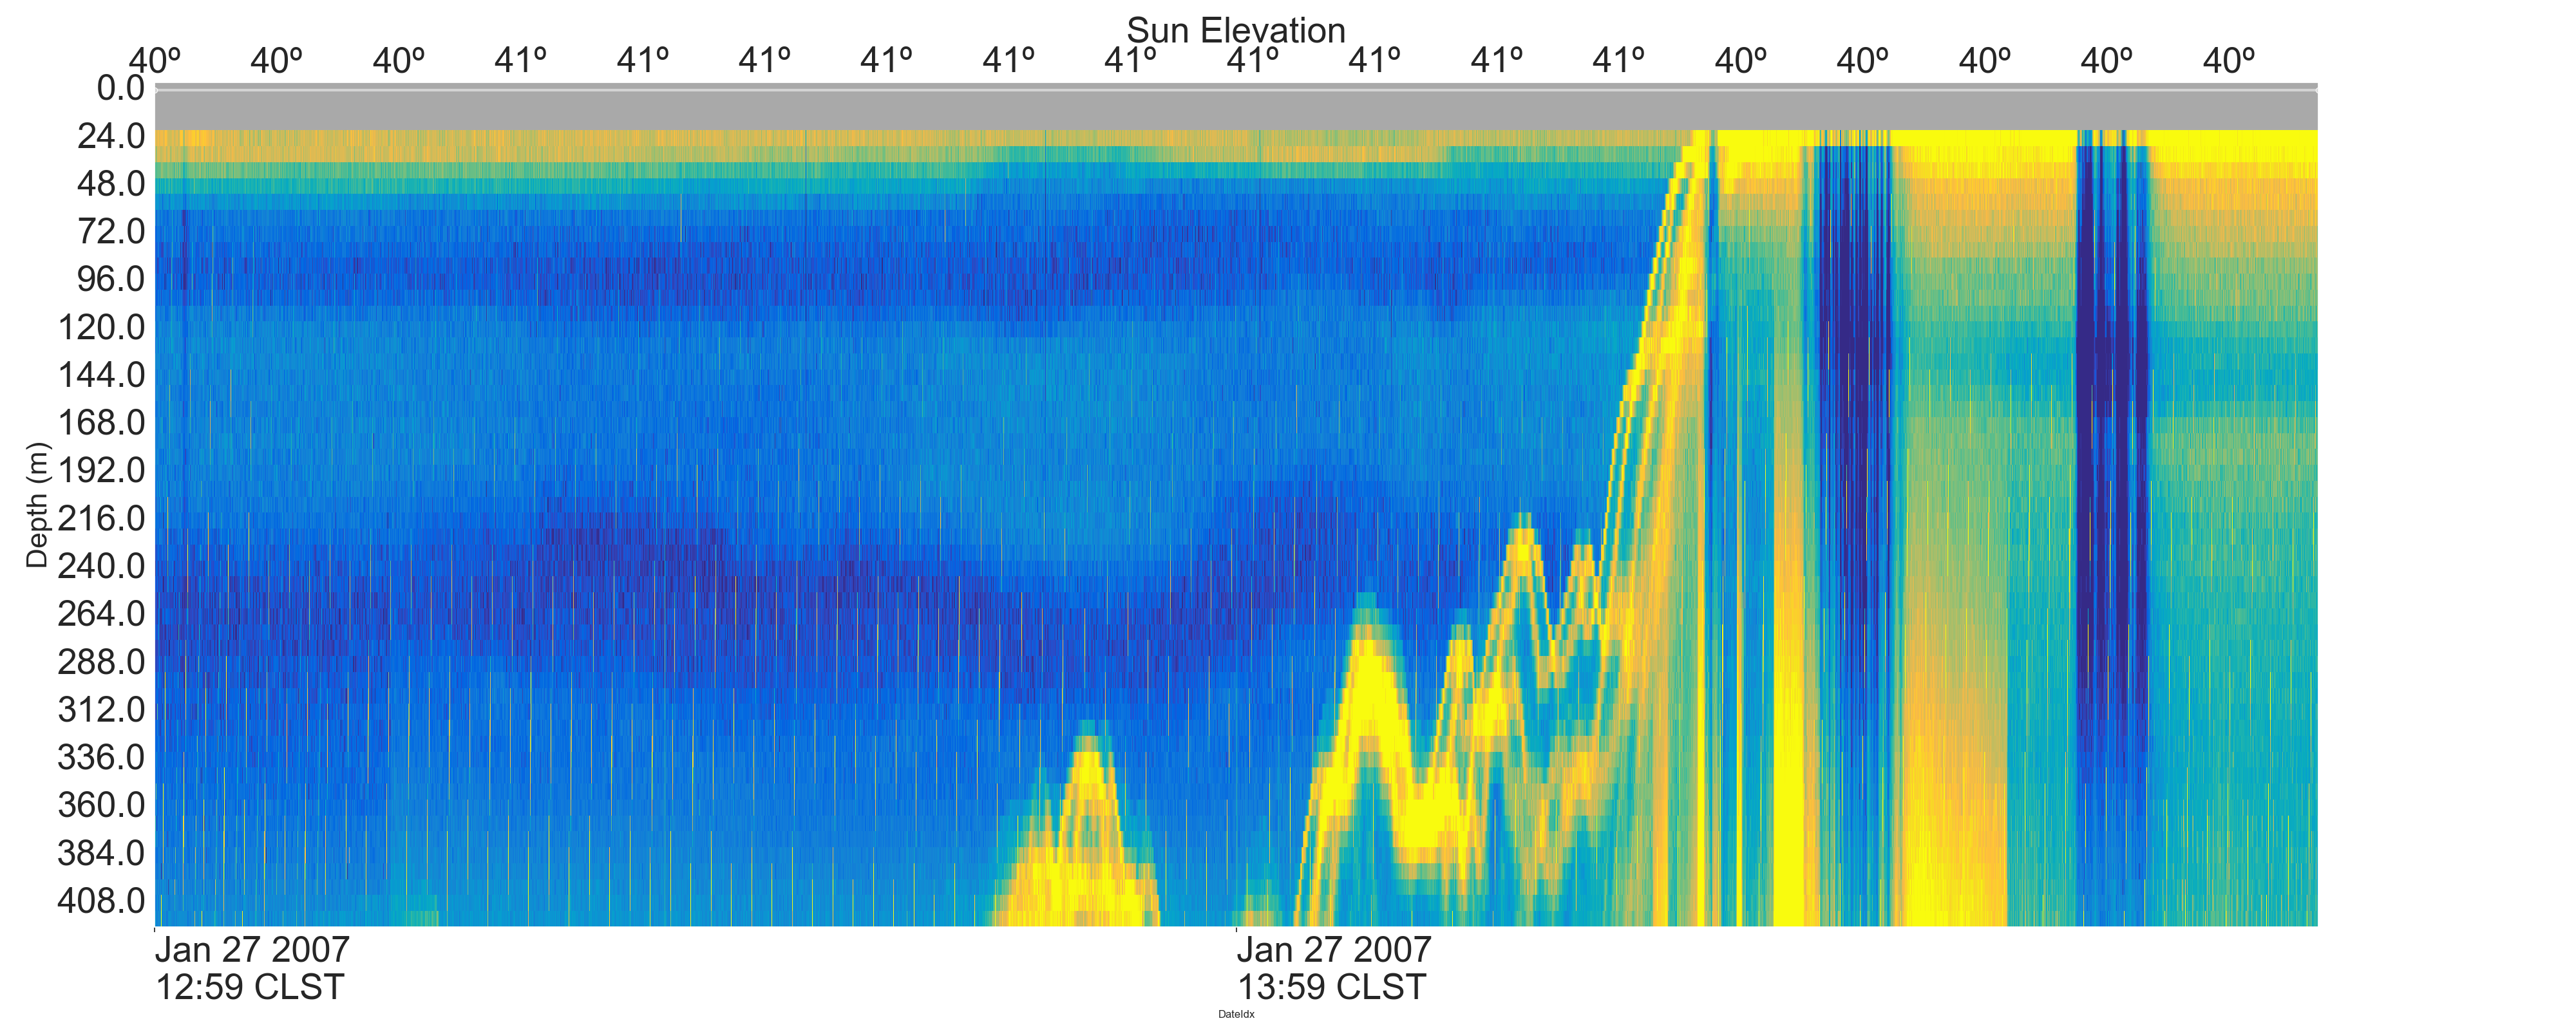 Sun Elevation
40º 40º 40º 41º 41º 41º 41º 41º 41º 41º 41º 41º 41º 40º 40º 40º 40º 40º
0.0
24.0
48.0
72.0
96.0
120.0
144.0
168.0
192.0
216.0
240.0
264.0
288.0
312.0
336.0
360.0
384.0
408.0
Depth (m)
Jan 27 2007
12:59 CLST
Jan 27 2007
13:59 CLST
DateIdx